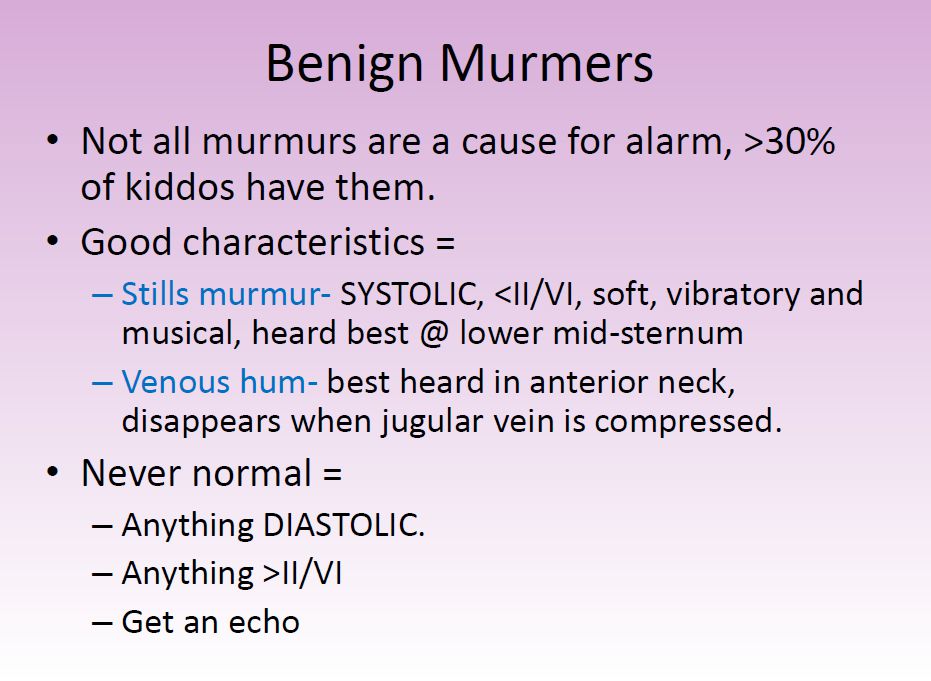 Benign Murmers
• Not all murmurs are a cause for alarm, >30%
of kiddos have them.
• Good characteristics =
– Stills murmur- SYSTOLIC, <II/VI, soft, vibratory and
musical, heard best @ lower mid-sternum
– Venous hum- best heard in anterior neck,
disappears when jugular vein is compressed.
• Never normal =
– Anything DIASTOLIC.
– Anything >II/VI
– Get an echo